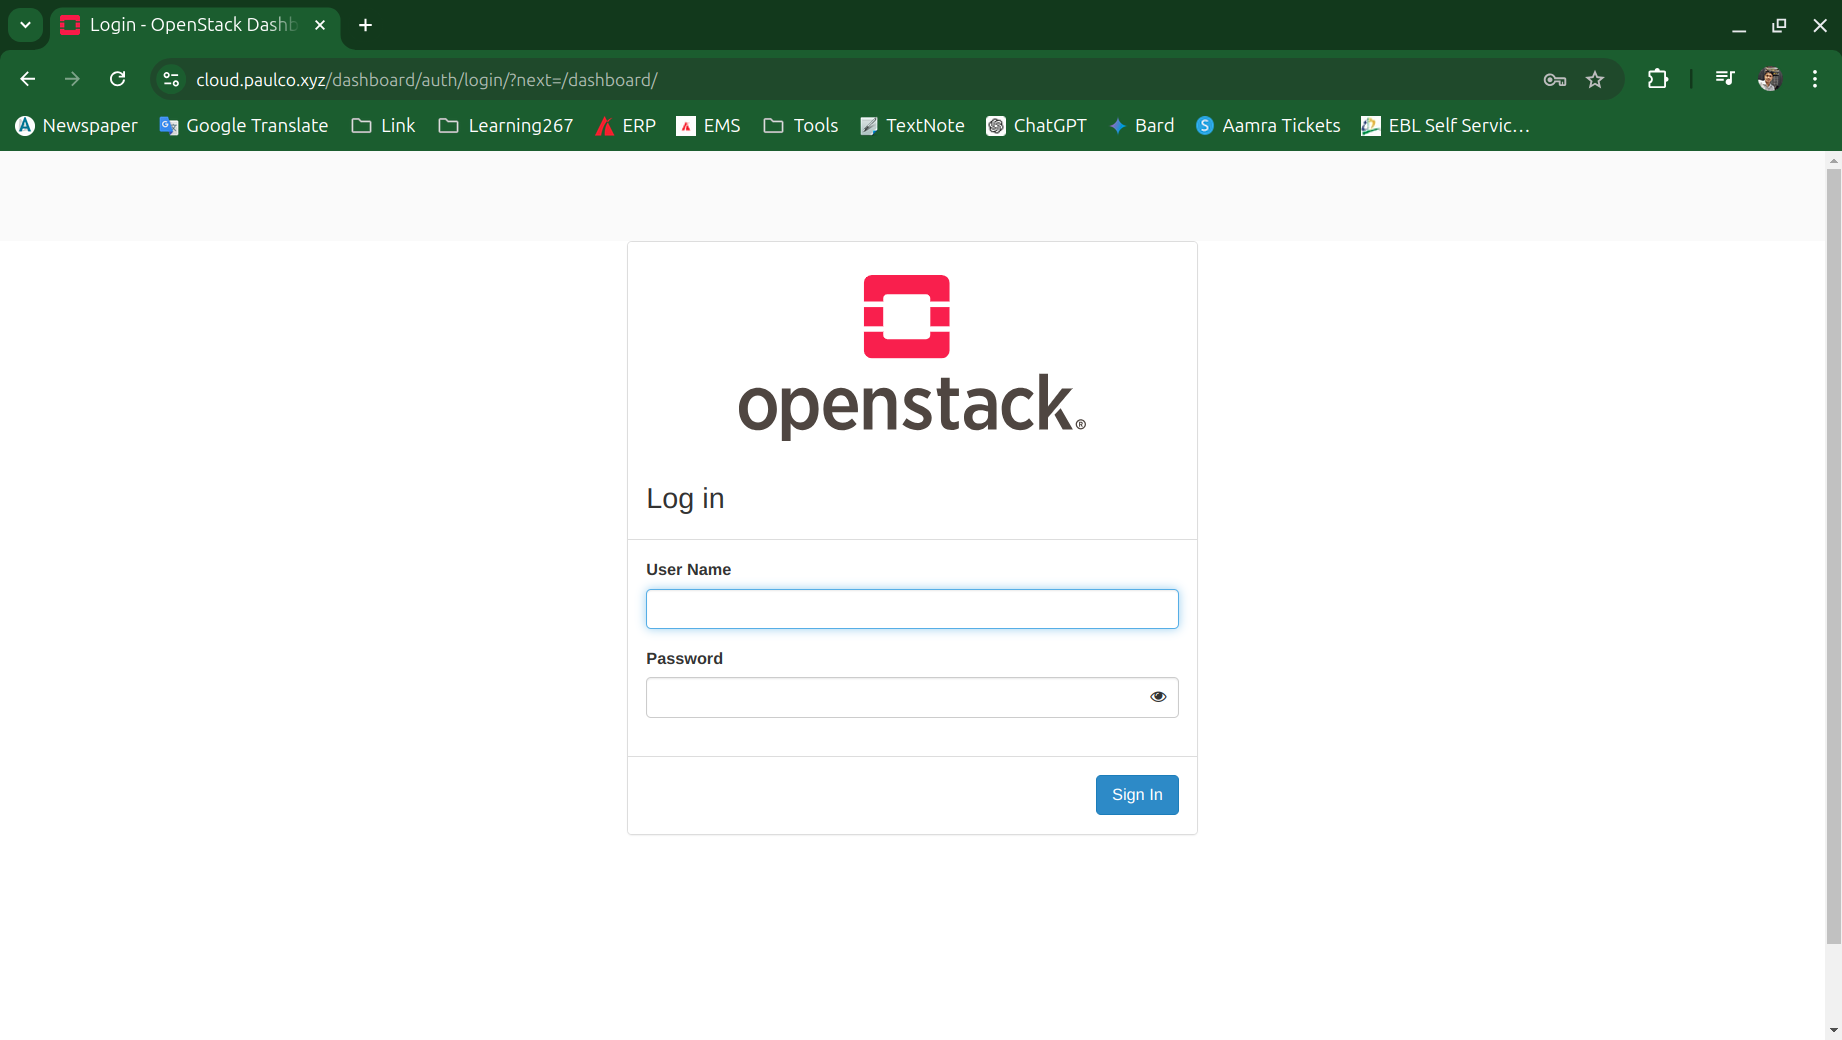 Login - OpenStack Dashb
cloud.paulco.xyz/dashboard/auth/login/?next=/dashboard/
Newspaper Google Translate Link Learning267 ERP EMS Tools TextNote ChatGPT Bard Aamra Tickets EBL Self Servic…
openstack®
Log in
User Name
Password
Sign In